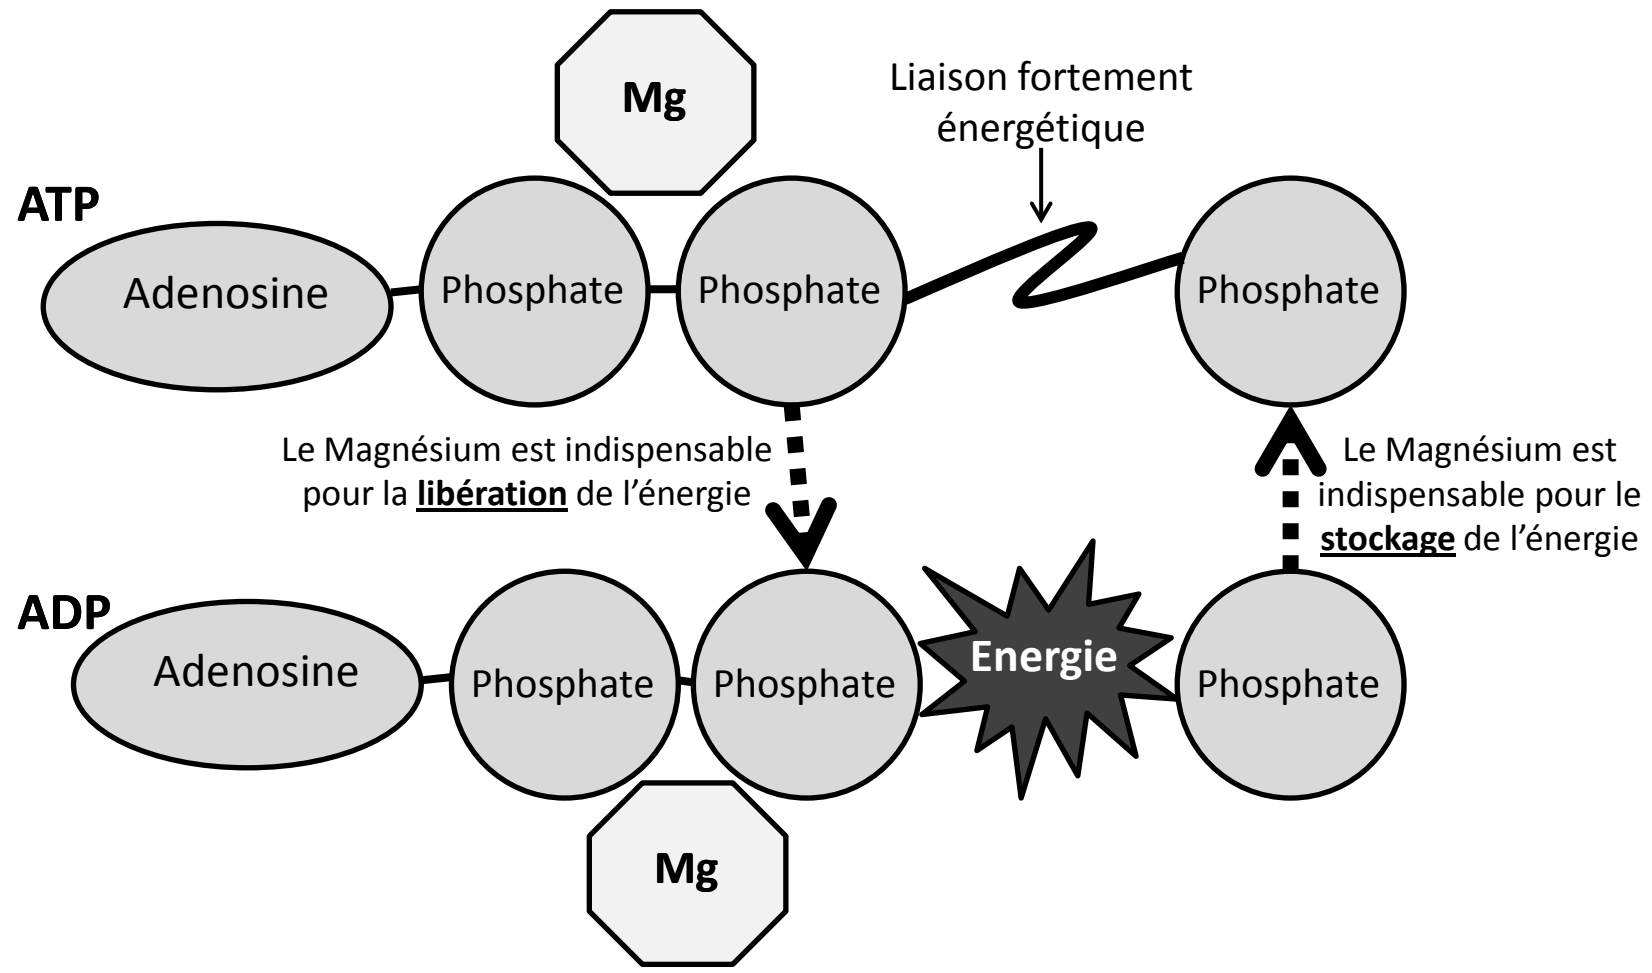 Mg
Liaison fortement
énergétique
ATP
Adenosine
Phosphate
Phosphate
Phosphate
Le Magnésium est indispensable
pour la libération de l’énergie
Le Magnésium est
indispensable pour le
stockage de l’énergie
ADP
Adenosine
Phosphate
Phosphate
Energie
Phosphate
Mg